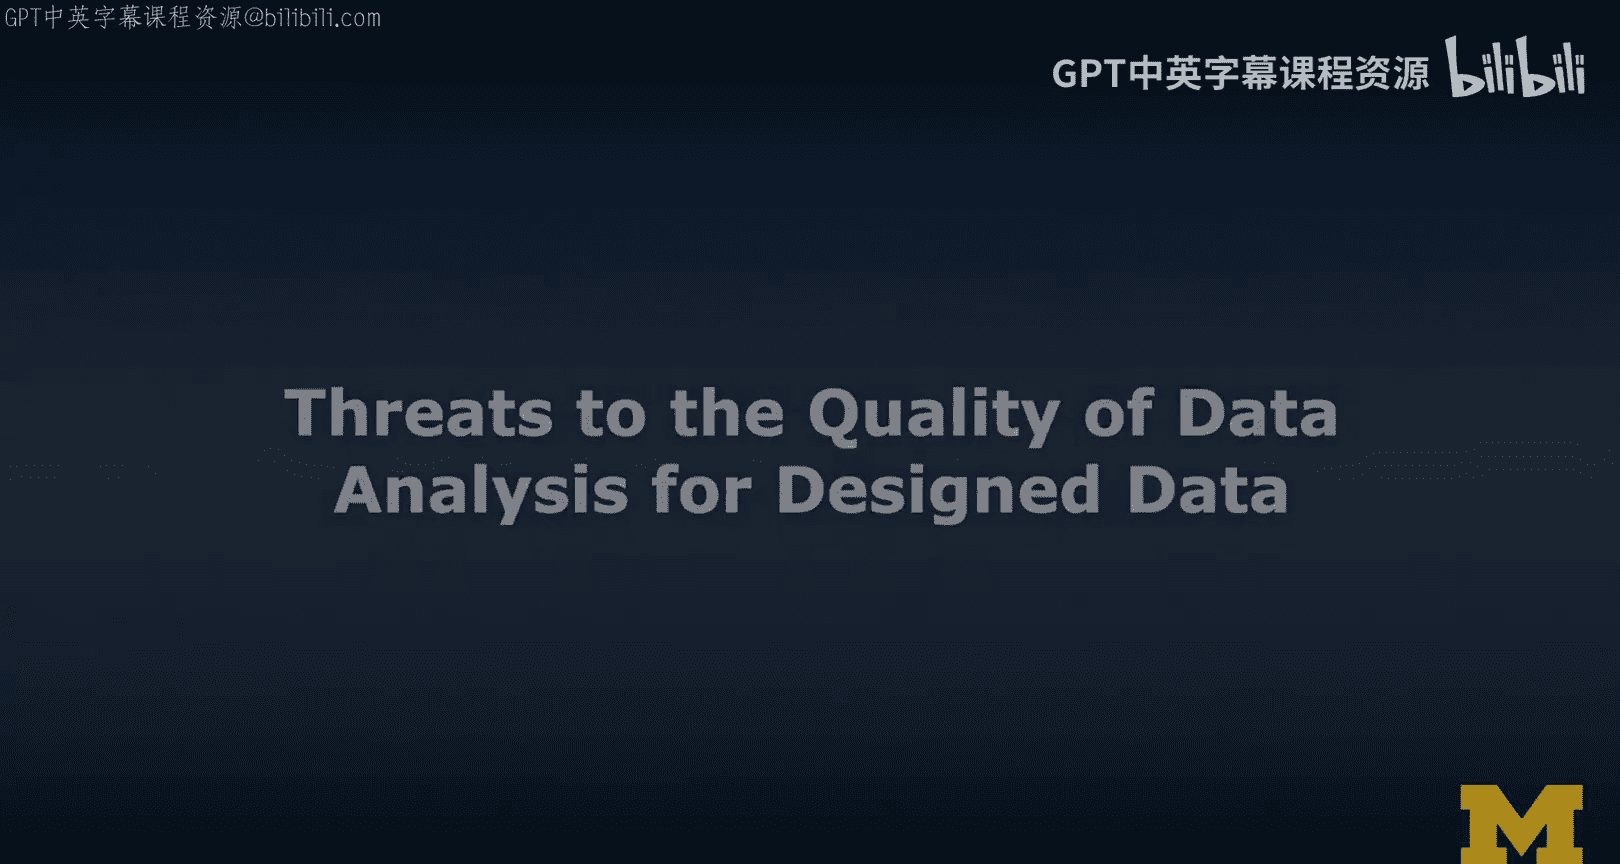 GPT中英字幕课程资源@bilibili.com
GPT中英字幕课程资源 bilibili
Threats to the Quality of Data
Analysis for Designed Data
M